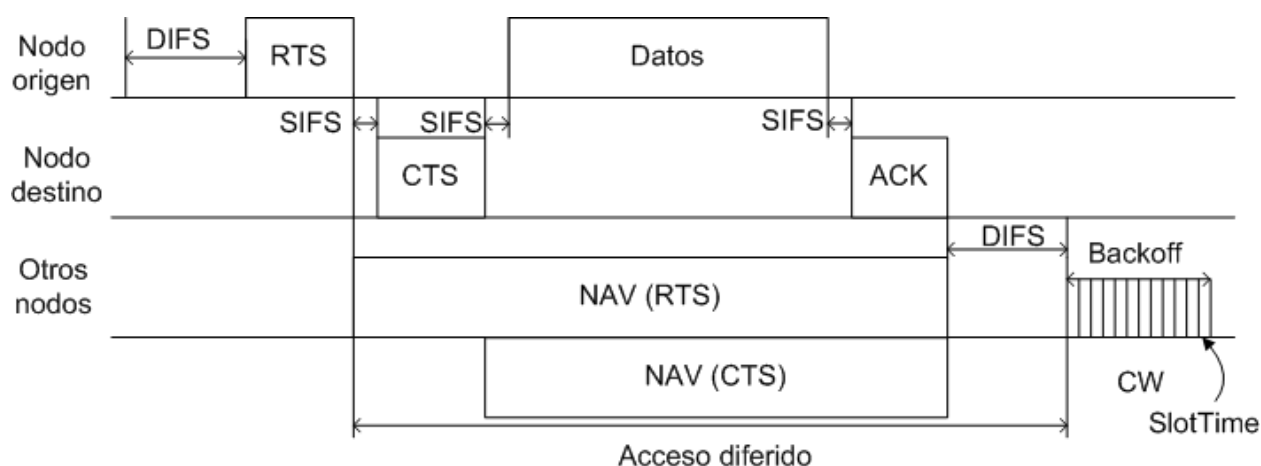 Nodo
origen
DIFS
RTS
Datos
SIFS
SIFS
SIFS
Nodo
destino
CTS
ACK
DIFS
Backoff
Otros
nodos
NAV (RTS)
NAV (CTS)
CW
SlotTime
Acceso diferido